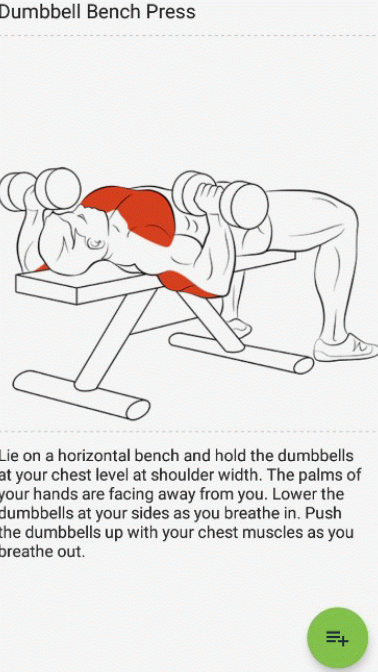 Dumbbell Bench Press
Lie on a horizontal bench and hold the dumbbells
at your chest level at shoulder width. The palms of
your hands are facing away from you. Lower the
dumbbells at your sides as you breathe in. Push
the dumbbells up with your chest muscles as you
breathe out.